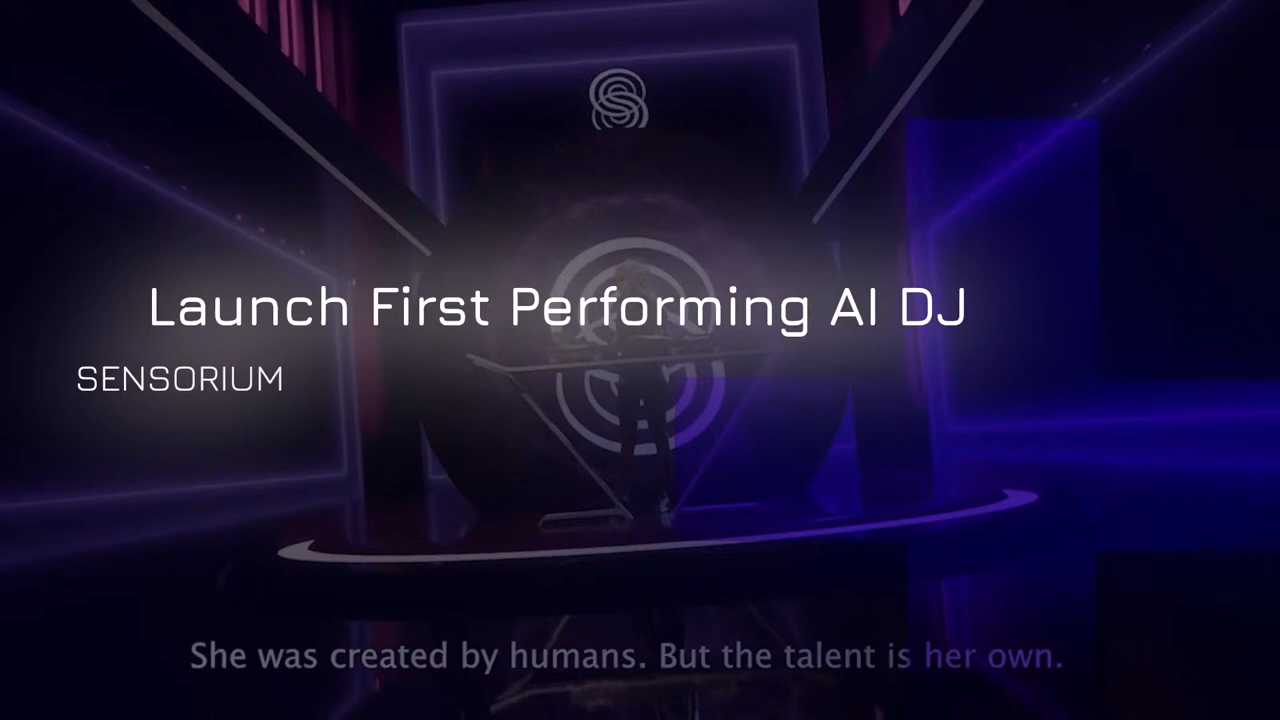 Launch First Performing AI DJ
SENSORIUM
She was created by humans. But the talent is her own.